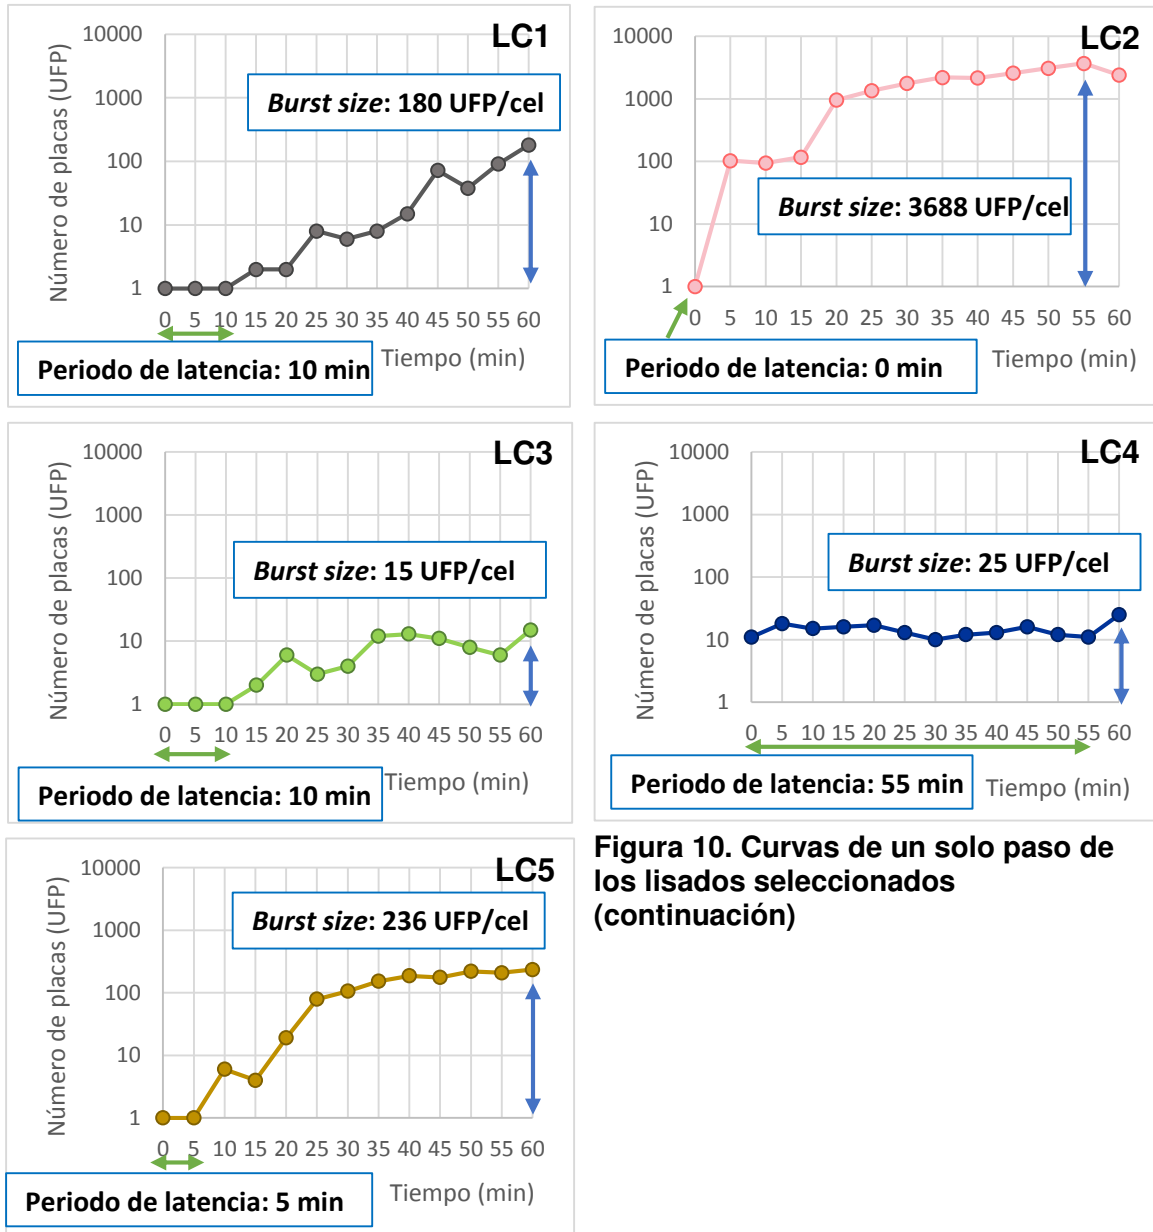 LC1
Número de placas (UFP)
10000
1000
100
10
1
Burst size: 180 UFP/cel
0 5 10 15 20 25 30 35 40 45 50 55 60
Tiempo (min)
Periodo de latencia: 10 min
LC2
Número de placas (UFP)
10000
1000
100
10
1
Burst size: 3688 UFP/cel
0 5 10 15 20 25 30 35 40 45 50 55 60
Tiempo (min)
Periodo de latencia: 0 min
LC3
Número de placas (UFP)
10000
1000
100
10
1
Burst size: 15 UFP/cel
0 5 10 15 20 25 30 35 40 45 50 55 60
Tiempo (min)
Periodo de latencia: 10 min
LC4
Número de placas (UFP)
10000
1000
100
10
1
Burst size: 25 UFP/cel
0 5 10 15 20 25 30 35 40 45 50 55 60
Tiempo (min)
Periodo de latencia: 55 min
LC5
Número de placas (UFP)
10000
1000
100
10
1
Burst size: 236 UFP/cel
0 5 10 15 20 25 30 35 40 45 50 55 60
Tiempo (min)
Periodo de latencia: 5 min
Figura 10. Curvas de un solo paso de
los lisados seleccionados
(continuación)